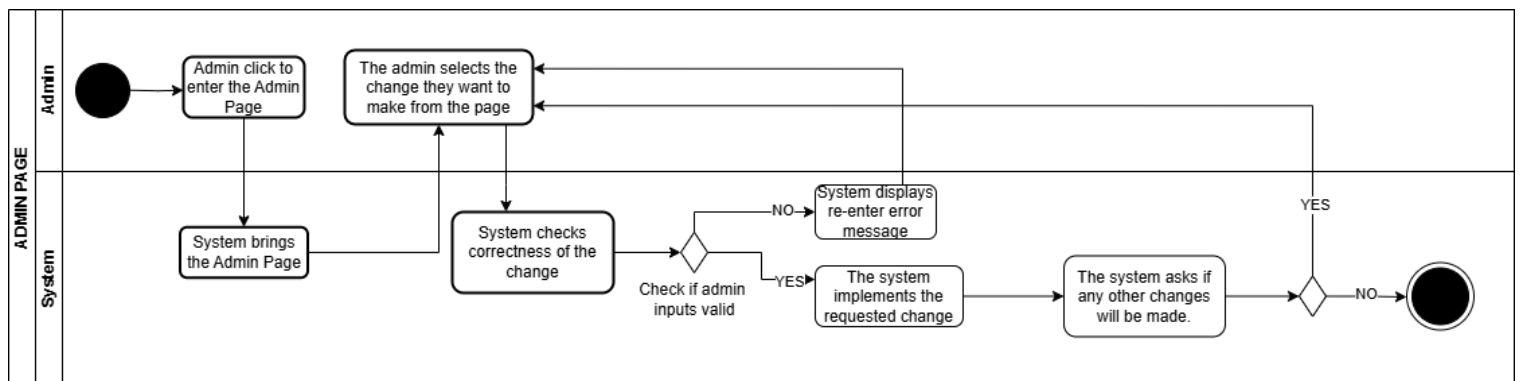 ADMIN PAGE
Admin
Admin click to
enter the Admin
Page
The admin selects the
change they want to
make from the page
System
System brings
the Admin Page
System checks
correctness of the
change
Check if admin
inputs valid
NO
System displays
re-enter error
message
YES
The system
implements the
requested change
The system asks if
any other changes
will be made.
YES
NO